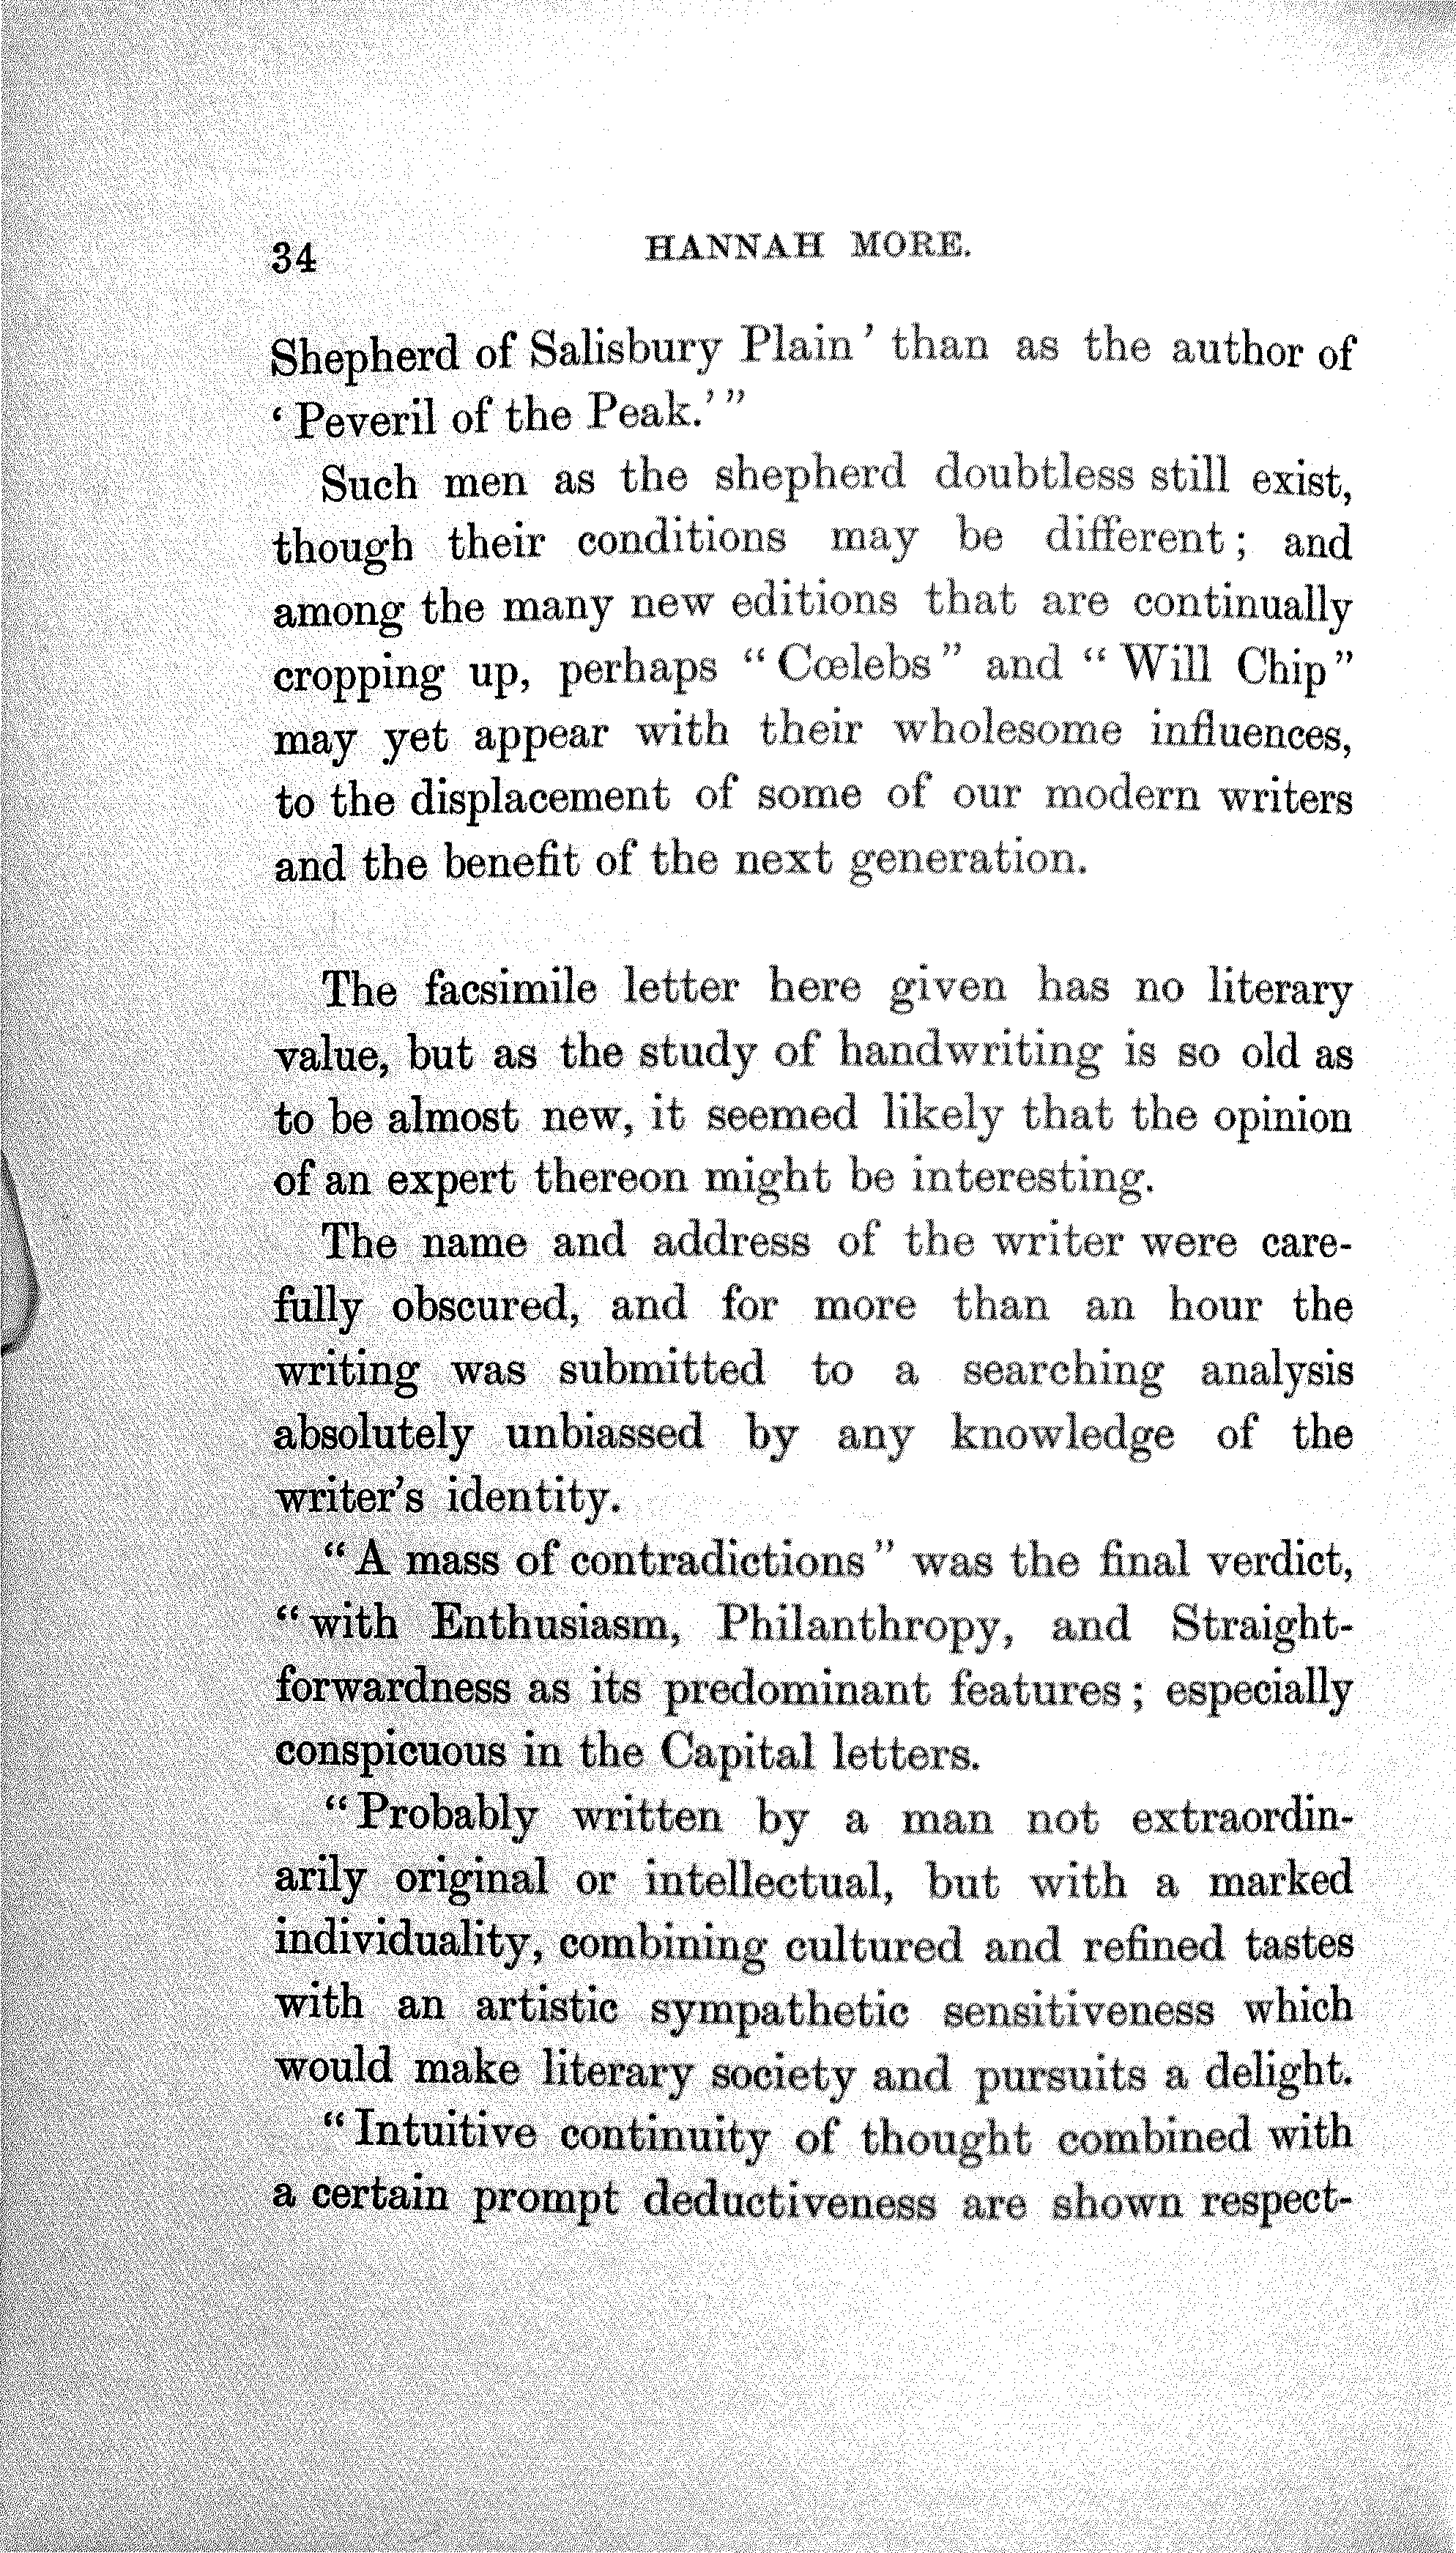 34 HANNAH MORE.
Shepherd of Salisbury Plain' than as the author of
'Peveril of the Peak.'"
Such men as the shepherd doubtless still exist,
though their conditions may be different; and
among the many new editions that are continually
cropping up, perhaps "Cœlebs" and "Will Chip"
may yet appear with their wholesome influences,
to the displacement of some of our modern writers
and the benefit of the next generation.
The facsimile letter here given has no literary
value, but as the study of handwriting is so old as
to be almost new, it seemed likely that the opinion
of an expert thereon might be interesting.
The name and address of the writer were care-
fully obscured, and for more than an hour the
writing was submitted to a searching analysis
absolutely unbiassed by any knowledge of the
writer's identity.
"A mass of contradictions" was the final verdict,
"with Enthusiasm, Philanthropy, and Straight-
forwardness as its predominant features; especially
conspicuous in the Capital letters.
"Probably written by a man not extraordin-
arily original or intellectual, but with a marked
individuality, combining cultured and refined tastes
with an artistic sympathetic sensitiveness which
would make literary society and pursuits a delight.
"Intuitive continuity of thought combined with
a certain prompt deductiveness are shown respect-